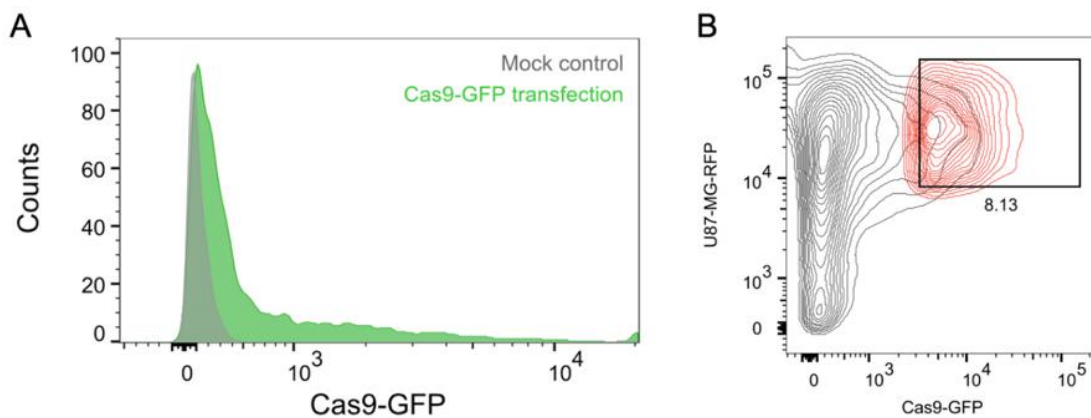 A
Counts
100
80
60
40
20
0
Mock control
Cas9-GFP transfection
0
10³
10⁴
Cas9-GFP
B
U87-MG-RFP
10⁵
10⁴
10³
0
8.13
0
10³
10⁴
10⁵
Cas9-GFP